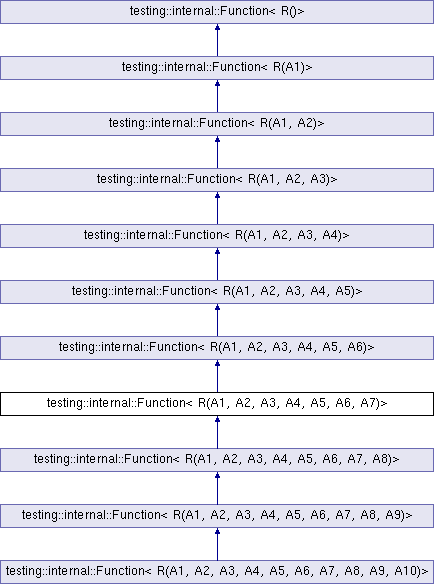 testing::internal::Function< R()>
testing::internal::Function< R(A1)>
testing::internal::Function< R(A1, A2)>
testing::internal::Function< R(A1, A2, A3)>
testing::internal::Function< R(A1, A2, A3, A4)>
testing::internal::Function< R(A1, A2, A3, A4, A5)>
testing::internal::Function< R(A1, A2, A3, A4, A5, A6)>
testing::internal::Function< R(A1, A2, A3, A4, A5, A6, A7)>
testing::internal::Function< R(A1, A2, A3, A4, A5, A6, A7, A8)>
testing::internal::Function< R(A1, A2, A3, A4, A5, A6, A7, A8, A9)>
testing::internal::Function< R(A1, A2, A3, A4, A5, A6, A7, A8, A9, A10)>